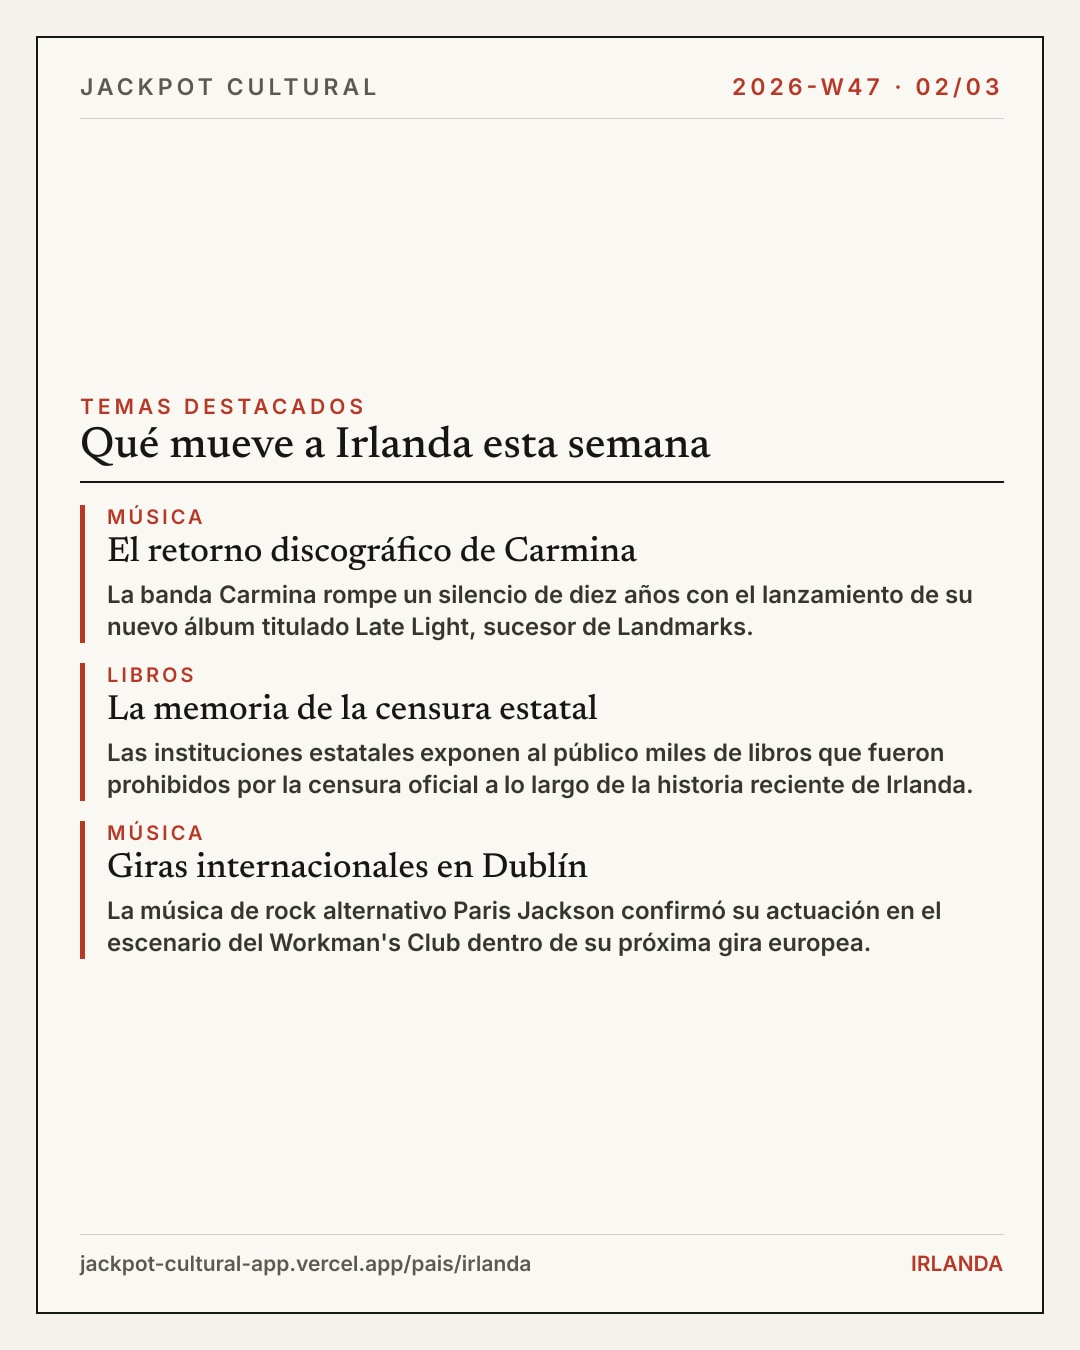 JACKPOT CULTURAL
2026-W47 · 02/03
TEMAS DESTACADOS
Qué mueve a Irlanda esta semana
MÚSICA
El retorno discográfico de Carmina
La banda Carmina rompe un silencio de diez años con el lanzamiento de su
nuevo álbum titulado Late Light, sucesor de Landmarks.
LIBROS
La memoria de la censura estatal
Las instituciones estatales exponen al público miles de libros que fueron
prohibidos por la censura oficial a lo largo de la historia reciente de Irlanda.
MÚSICA
Giras internacionales en Dublín
La música de rock alternativo Paris Jackson confirmó su actuación en el
escenario del Workman's Club dentro de su próxima gira europea.
jackpot-cultural-app.vercel.app/pais/irlanda
IRLANDA